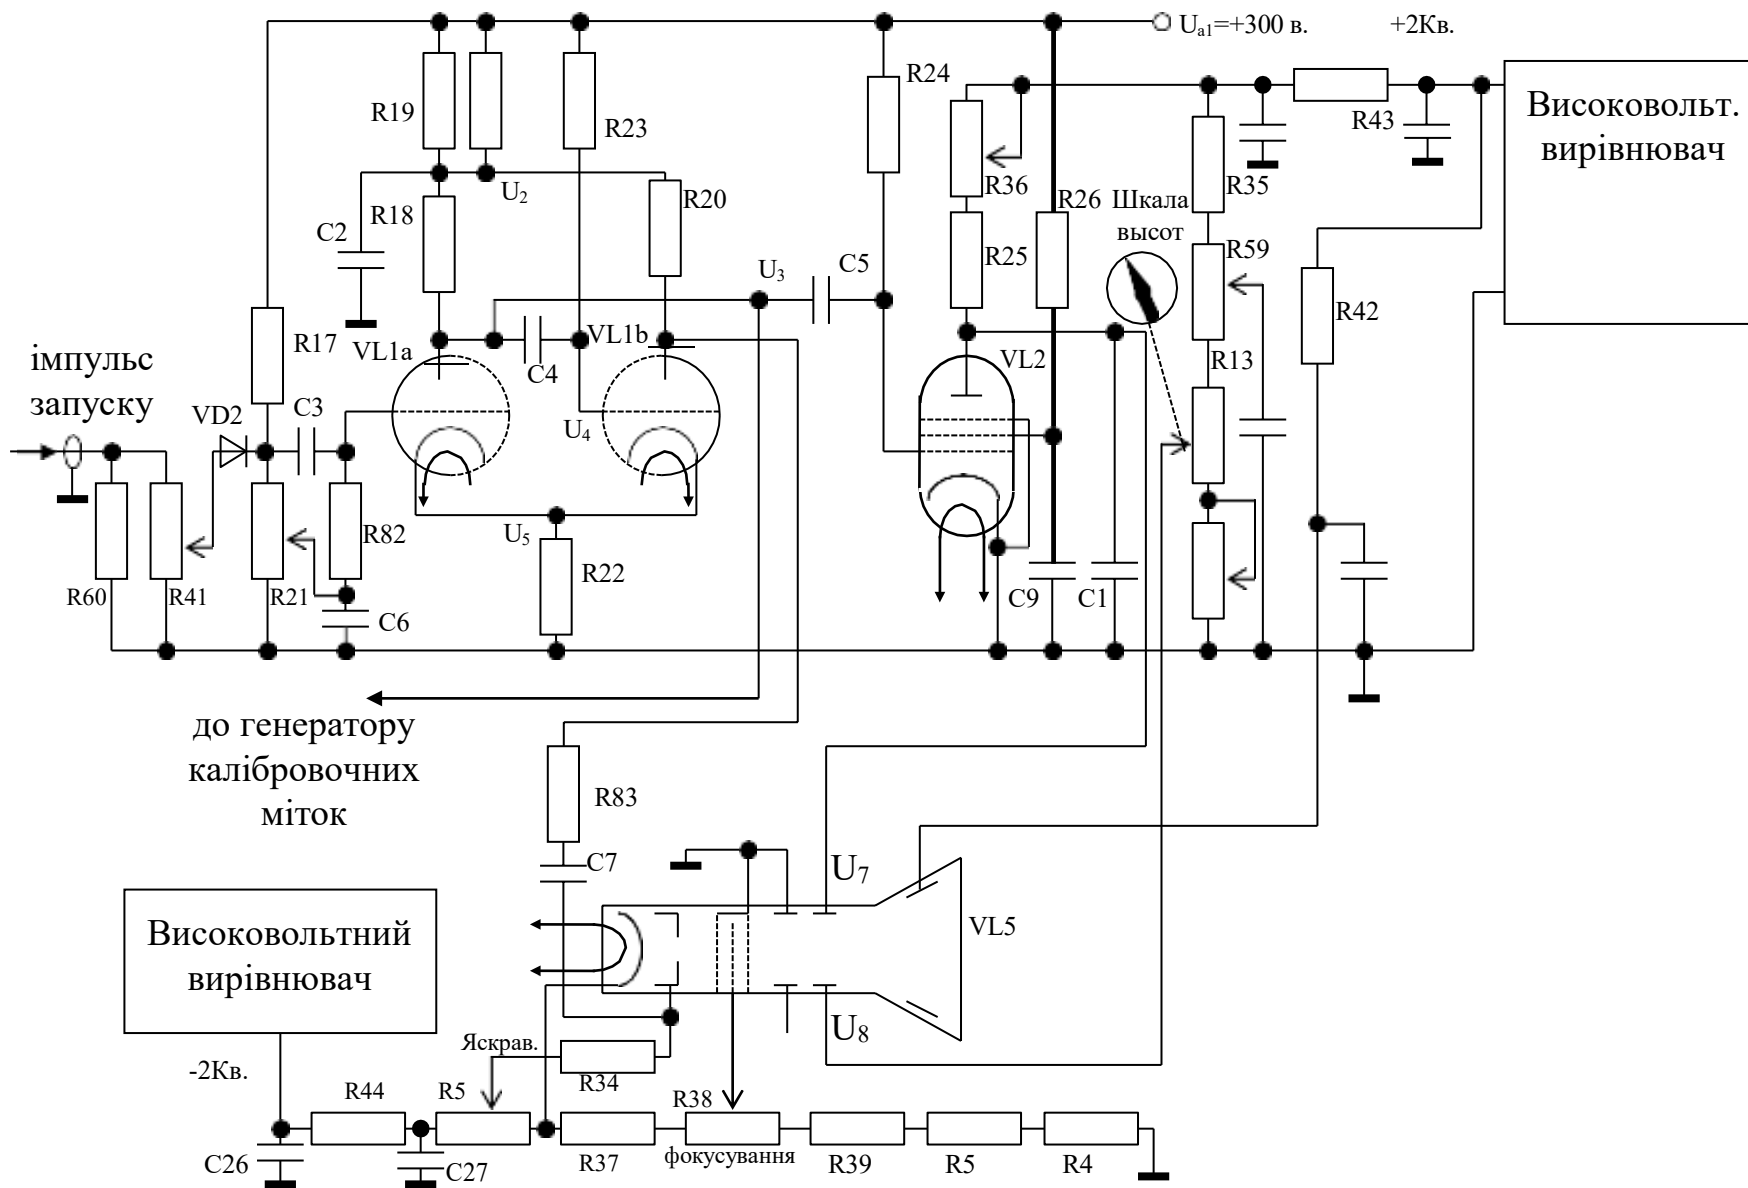 U a1=+300 в.
+2Кв.
R24
Високовольт.
вирівнювач
R19
R23
R43
R36
R35
U2
R20
R26
Шкала
высот
R18
C2
R25
R59
U3
C5
R42
R17
VL1a
VL1b
VL2
R13
C4
імпульс
запуску
VD2
C3
U4
U5
R82
R22
R60
R41
R21
C6
C9
C1
до генератору
калібровочних
міток
R83
C7
U7
VL5
Високовольтний
вирівнювач
U8
Яскрав.
-2Кв.
R44
R5
R34
R38
C26
C27
R37
фокусування
R39
R5
R4